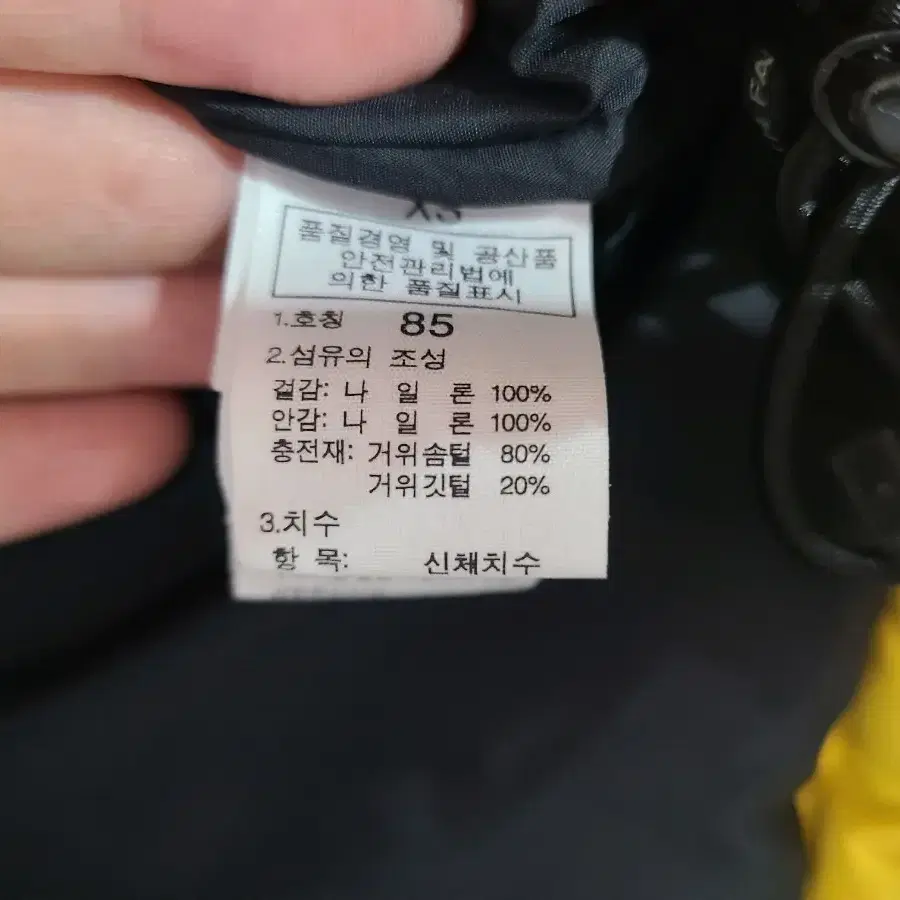 XS
품질경영 및 공산품
안전관리법에
의한 품질표시
1.호칭 85
2.섬유의 조성
겉감: 나 일 론 100%
안감: 나 일 론 100%
충전재: 거위솜털 80%
거위깃털 20%
3.치수
항 목: 신체치수